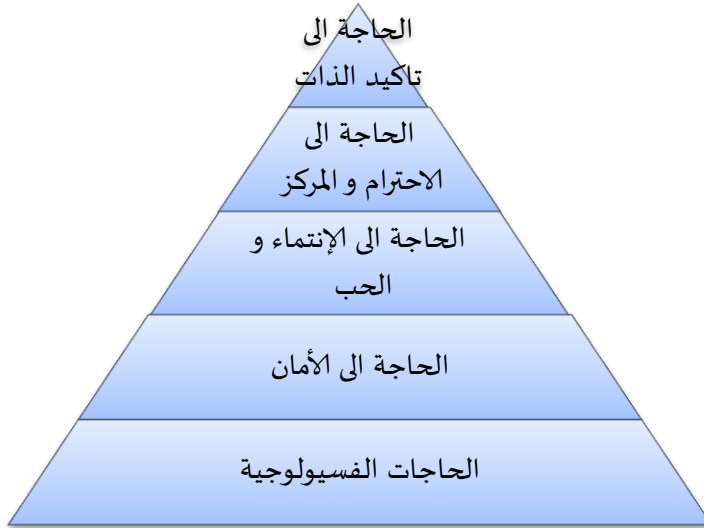 الحاجة الى
تاكيد الذات
الحاجة الى
الاحترام و المركز
الحاجة الى الإنتماء و
الحب
الحاجة الى الأمان
الحاجات الفسيولوجية